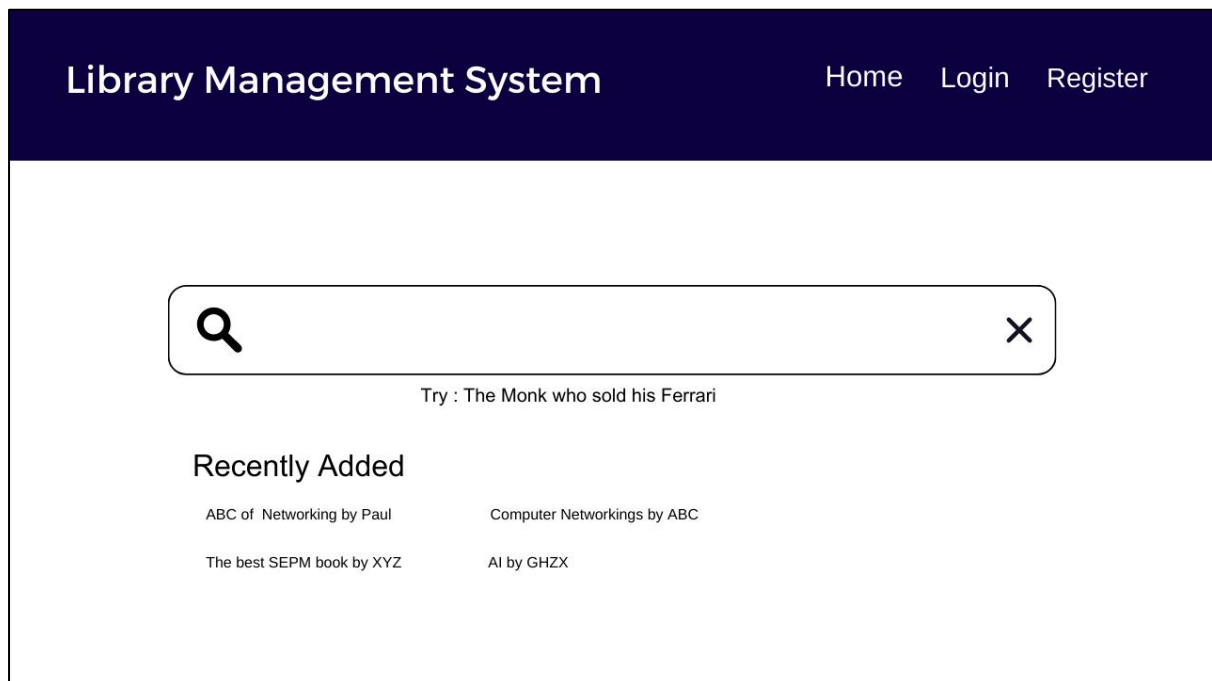 Library Management System
Home Login Register
Try : The Monk who sold his Ferrari
Recently Added
ABC of Networking by Paul
Computer Networkings by ABC
The best SEPM book by XYZ
AI by GHZX